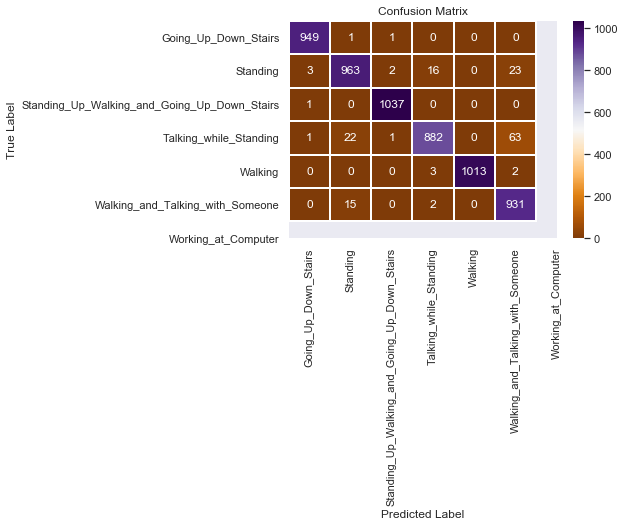 Confusion Matrix
True Label
Going_Up_Down_Stairs 949 1 1 0 0 0
Standing 3 963 2 16 0 23
Standing_Up_Walking_and_Going_Up_Down_Stairs 1 0 1037 0 0 0
Talking_while_Standing 1 22 1 882 0 63
Walking 0 0 0 3 1013 2
Walking_and_Talking_with_Someone 0 15 0 2 0 931
Working_at_Computer
1000
800
600
400
200
0
Going_Up_Down_Stairs
Standing
Standing_Up_Walking_and_Going_Up_Down_Stairs
Talking_while_Standing
Walking
Walking_and_Talking_with_Someone
Working_at_Computer
Predicted Label